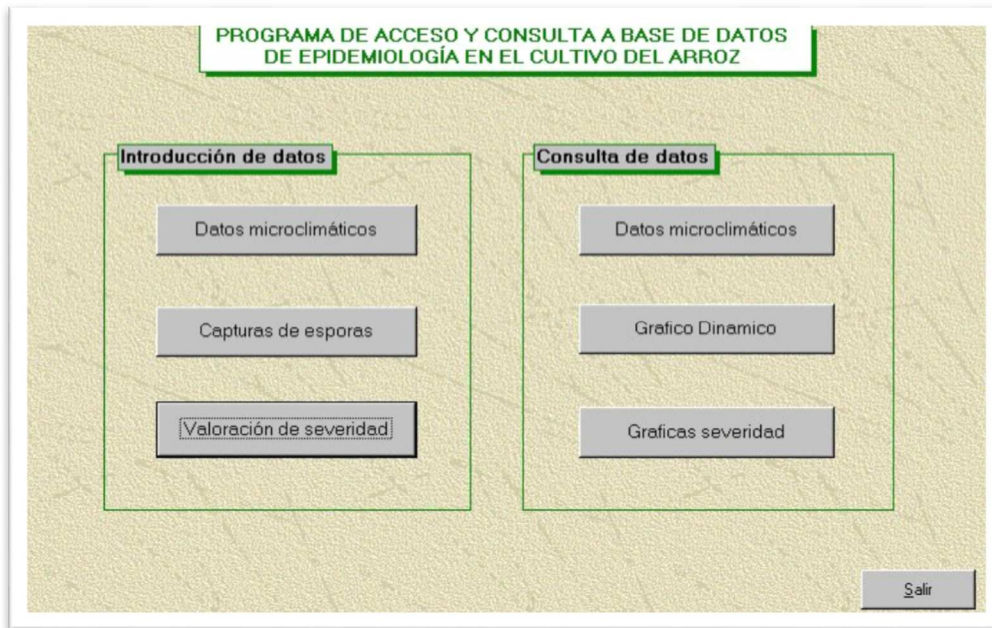 PROGRAMA DE ACCESO Y CONSULTA A BASE DE DATOS
DE EPIDEMIOLOGÍA EN EL CULTIVO DEL ARROZ
Introducción de datos
Datos microclimáticos
Capturas de esporas
Valoración de severidad
Consulta de datos
Datos microclimáticos
Grafico Dinamico
Graficas severidad
Salir